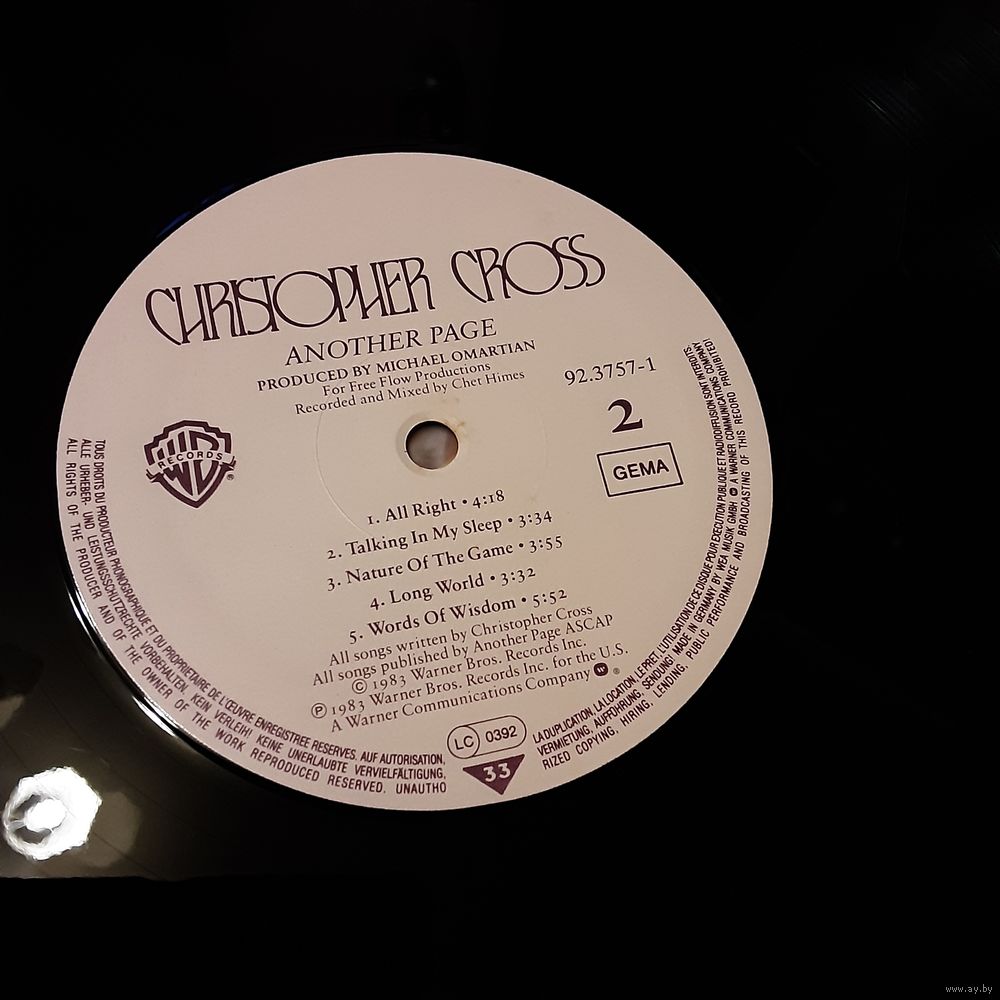 CHRISTOPHER CROSS
ANOTHER PAGE
PRODUCED BY MICHAEL OMARTIAN
For Free Flow Productions
Recorded and Mixed by Chet Himes
92.3757-1
2
GEMA
WB
RECORDS
®
1. All Right • 4:18
2. Talking In My Sleep • 3:34
3. Nature Of The Game • 3:55
4. Long World • 3:32
5. Words Of Wisdom • 5:52
All songs written by Christopher Cross
All songs published by Another Page ASCAP
© 1983 Warner Bros. Records Inc.
℗ 1983 Warner Bros. Records Inc. for the U.S.
A Warner Communications Company ®
LC 0392
33
TOUS DROITS DU PRODUCTEUR PHONOGRAPHIQUE ET DU PROPRIETAIRE DE L'ŒUVRE ENREGISTREE RESERVES. AUF AUTORISATION,
ALLE URHEBER- UND LEISTUNGSSCHUTZRECHTE VORBEHALTEN. KEIN VERLEIH! KEINE UNERLAUBTE VERVIELFÄLTIGUNG,
ALL RIGHTS OF THE PRODUCER AND OF THE OWNER OF THE WORK REPRODUCED RESERVED. UNAUTHO
LA DUPLICATION, LA LOCATION, LE PRET, L'UTILISATION DE CE DISQUE POUR EXECUTION PUBLIQUE ET RADIODIFFUSION SONT INTERDITS.
VERMIETUNG, AUFFÜHRUNG, SENDUNG! MADE IN GERMANY BY WEA MUSIK GMBH A WARNER COMMUNICATIONS COMPANY
RIZED COPYING, HIRING, LENDING, PUBLIC PERFORMANCE AND BROADCASTING OF THIS RECORD PROHIBITED
www.ay.by